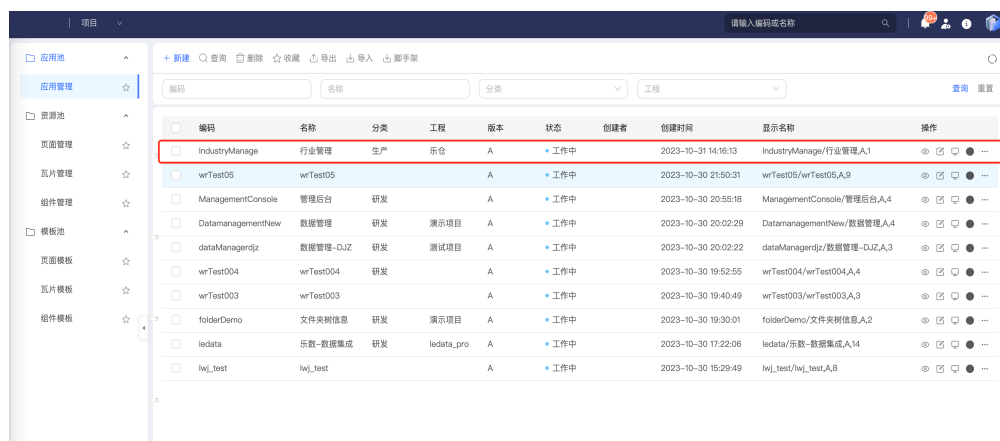 项目
请输入编码或名称
99+
应用池
应用管理
资源池
页面管理
瓦片管理
组件管理
模板池
页面模板
瓦片模板
组件模板
+ 新建 查询 删除 收藏 导出 导入 脚手架
编码 名称 分类 工程 查询 重置
编码 名称 分类 工程 版本 状态 创建者 创建时间 显示名称 操作
IndustryManage 行业管理 生产 乐仓 A 工作中 2023-10-31 14:16:13 IndustryManage/行业管理,A,1
wrTest05 wrTest05 A 工作中 2023-10-30 21:50:31 wrTest05/wrTest05,A,9
ManagementConsole 管理后台 研发 A 工作中 2023-10-30 20:55:18 ManagementConsole/管理后台,A,4
DatamanagementNew 数据管理 研发 演示项目 A 工作中 2023-10-30 20:02:29 DatamanagementNew/数据管理,A,4
dataManagerdjz 数据管理-DJZ 研发 测试项目 A 工作中 2023-10-30 20:02:22 dataManagerdjz/数据管理-DJZ,A,3
wrTest004 wrTest004 研发 A 工作中 2023-10-30 19:52:55 wrTest004/wrTest004,A,4
wrTest003 wrTest003 A 工作中 2023-10-30 19:40:49 wrTest003/wrTest003,A,3
folderDemo 文件夹树信息 研发 演示项目 A 工作中 2023-10-30 19:30:01 folderDemo/文件夹树信息,A,2
ledata 乐数-数据集成 研发 ledata_pro A 工作中 2023-10-30 17:22:06 ledata/乐数-数据集成,A,14
lwj_test lwj_test A 工作中 2023-10-30 15:29:49 lwj_test/lwj_test,A,8